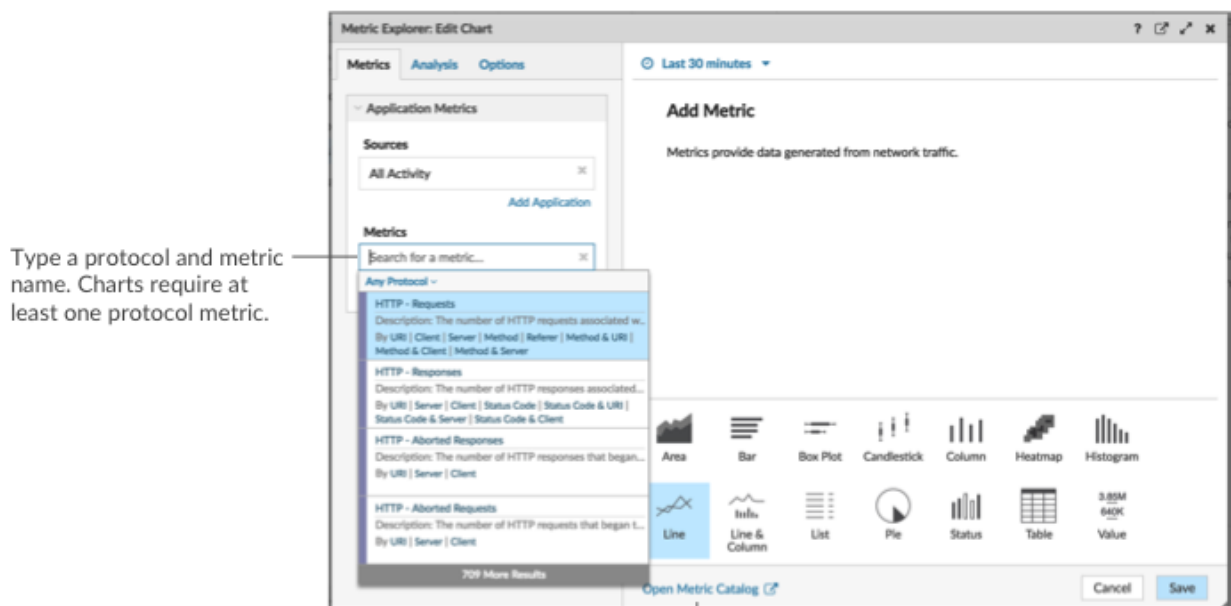 Metric Explorer: Edit Chart
?
Metrics Analysis Options
Last 30 minutes
Application Metrics
Sources
All Activity
Add Application
Metrics
Search for a metric...
Type a protocol and metric
name. Charts require at
least one protocol metric.
Any Protocol
HTTP - Requests
Description: The number of HTTP requests associated w...
By URI | Client | Server | Method | Referer | Method & URI |
Method & Client | Method & Server
HTTP - Responses
Description: The number of HTTP responses associated...
By URI | Server | Client | Status Code | Status Code & URI |
Status Code & Server | Status Code & Client
HTTP - Aborted Responses
Description: The number of HTTP responses that began...
By URI | Server | Client
HTTP - Aborted Requests
Description: The number of HTTP requests that began t...
By URI | Server | Client
709 More Results
Add Metric
Metrics provide data generated from network traffic.
Area Bar Box Plot Candlestick Column Heatmap Histogram
3.85M
640K
Line Line & Column List Pie Status Table Value
Open Metric Catalog
Cancel Save